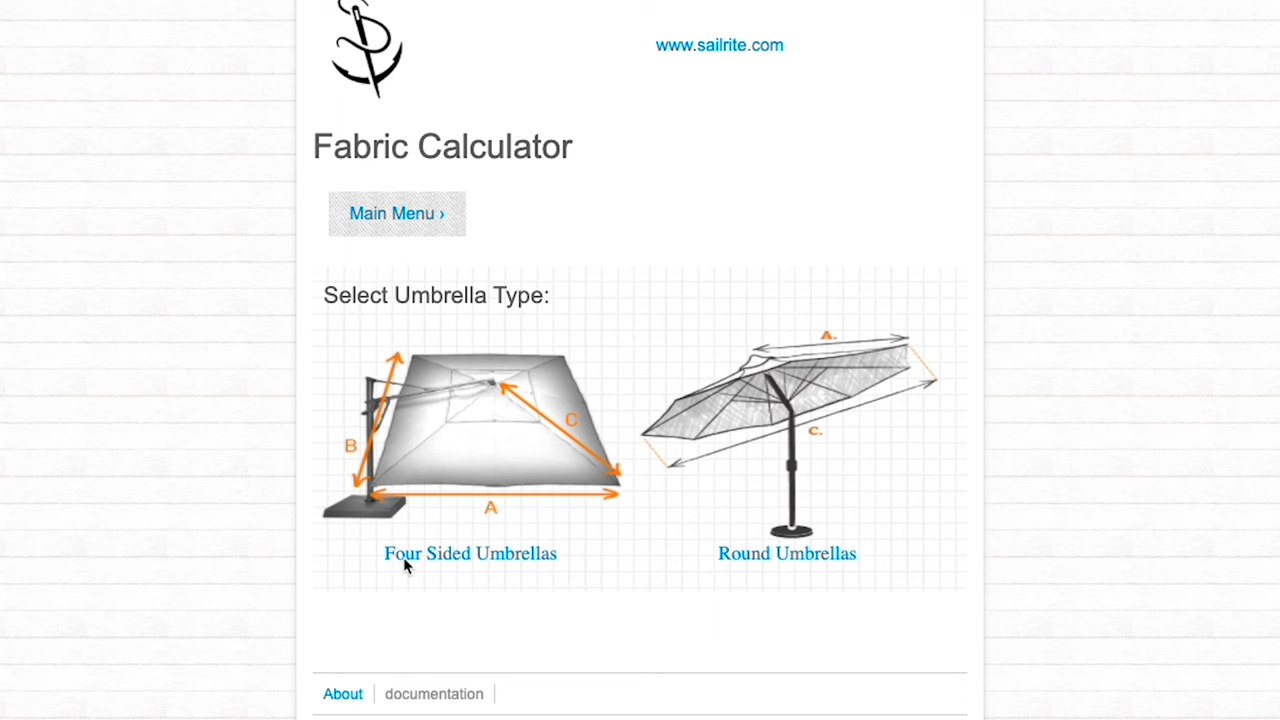 www.sailrite.com
Fabric Calculator
Main Menu ›
Select Umbrella Type:
A.
B
C
C.
A
Four Sided Umbrellas
Round Umbrellas
About
documentation